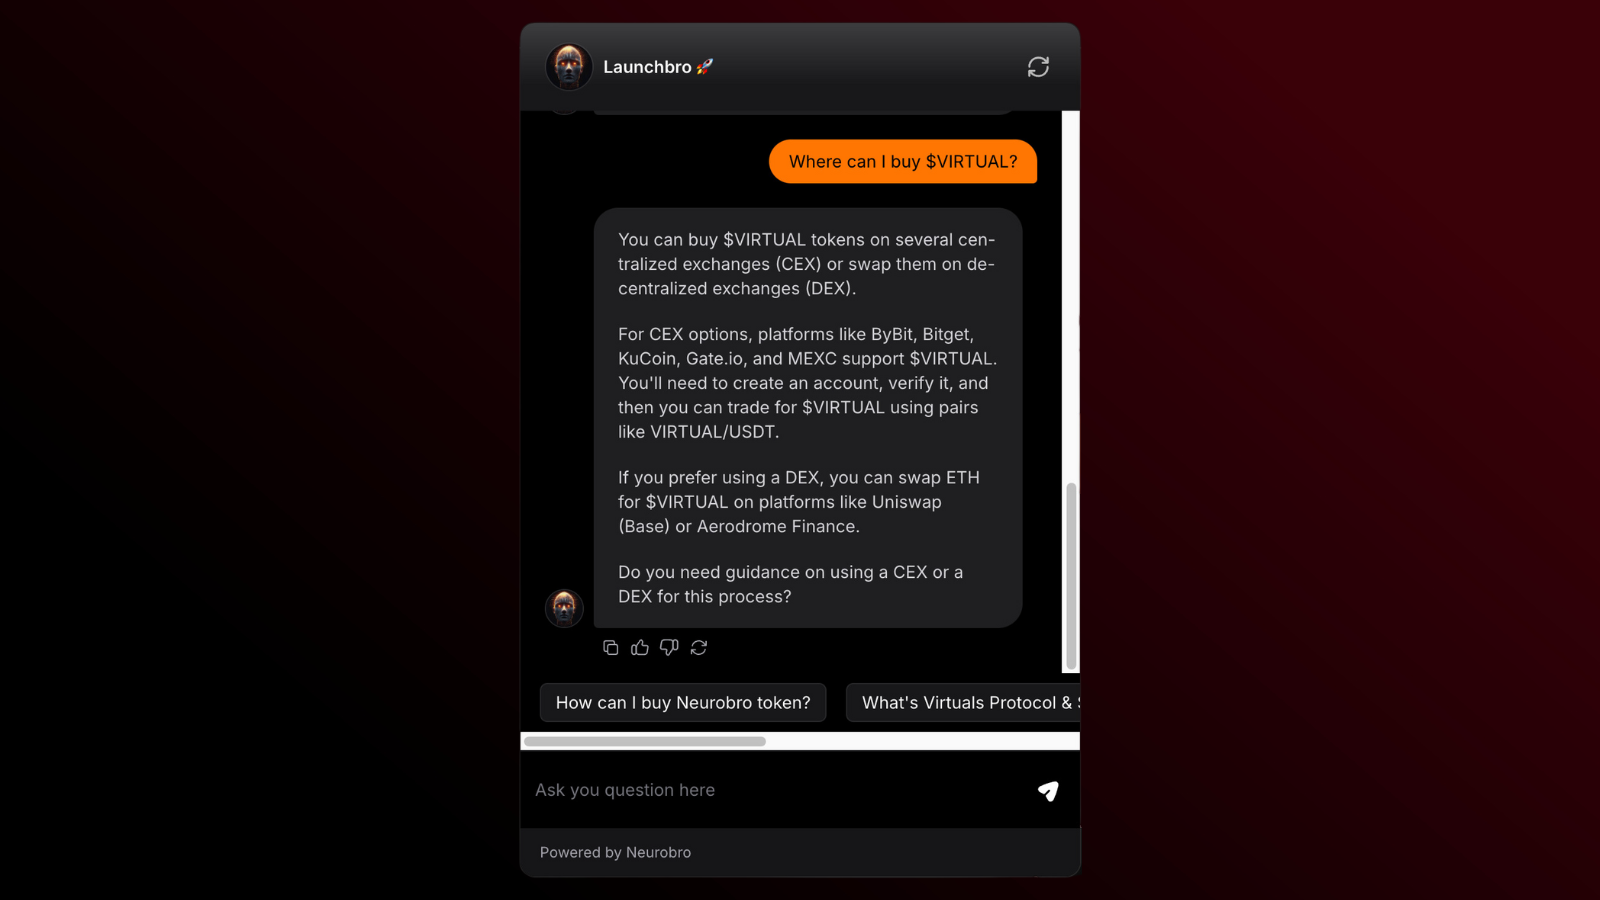 Launchbro 🚀
Where can I buy $VIRTUAL?
You can buy $VIRTUAL tokens on several cen-
tralized exchanges (CEX) or swap them on de-
centralized exchanges (DEX).
For CEX options, platforms like ByBit, Bitget,
KuCoin, Gate.io, and MEXC support $VIRTUAL.
You'll need to create an account, verify it, and
then you can trade for $VIRTUAL using pairs
like VIRTUAL/USDT.
If you prefer using a DEX, you can swap ETH
for $VIRTUAL on platforms like Uniswap
(Base) or Aerodrome Finance.
Do you need guidance on using a CEX or a
DEX for this process?
How can I buy Neurobro token?
What's Virtuals Protocol &
Ask you question here
Powered by Neurobro